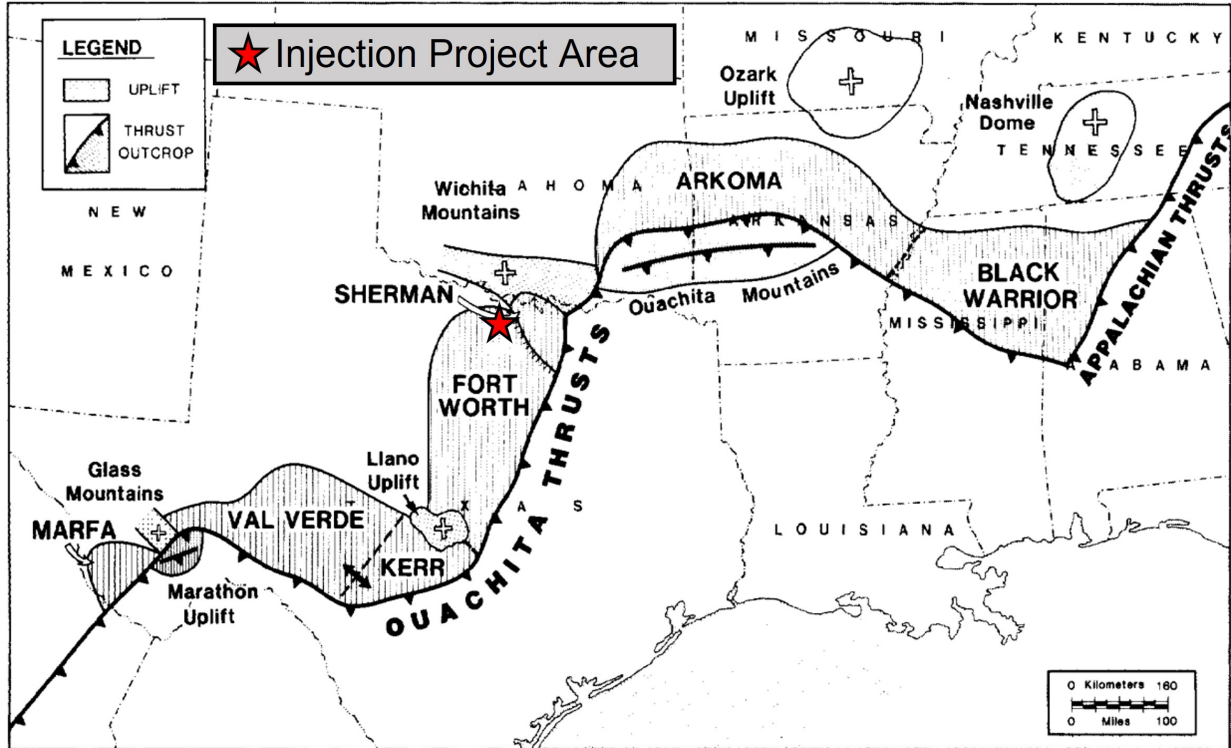 LEGEND
UPLIFT
THRUST
OUTCROP
Injection Project Area
MISSOURI
KENTUCKY
Ozark
Uplift
Nashville
Dome
TENNESSEE
NEW
MEXICO
Wichita
Mountains
AHOMA
ARKOMA
ARKANSAS
APPALACHIAN THRUSTS
SHERMAN
Ouachita Mountains
BLACK
WARRIOR
MISSISSIPPI
ALABAMA
FORT
WORTH
OUACHITA THRUSTS
Glass
Mountains
Llano
Uplift
T X A S
MARFA
VAL VERDE
KERR
LOUISIANA
Marathon
Uplift
0 Kilometers 160
0 Miles 100